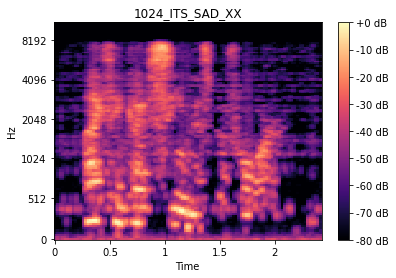 1024_ITS_SAD_XX
+0 dB
8192
-10 dB
4096
-20 dB
-30 dB
2048
Hz
-40 dB
1024
-50 dB
512
-60 dB
-70 dB
0
-80 dB
0 0.5 1 1.5 2
Time